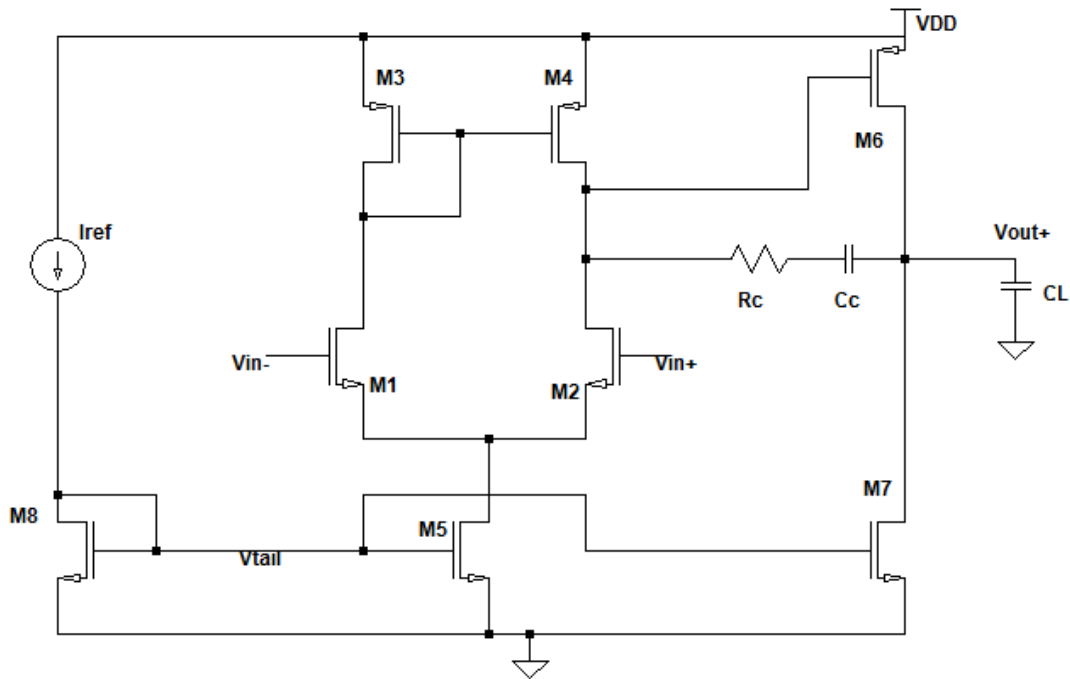 VDD
M3
M4
M6
Iref
Vout+
Rc
Cc
CL
Vin-
M1
M2
Vin+
M8
M5
M7
Vtail